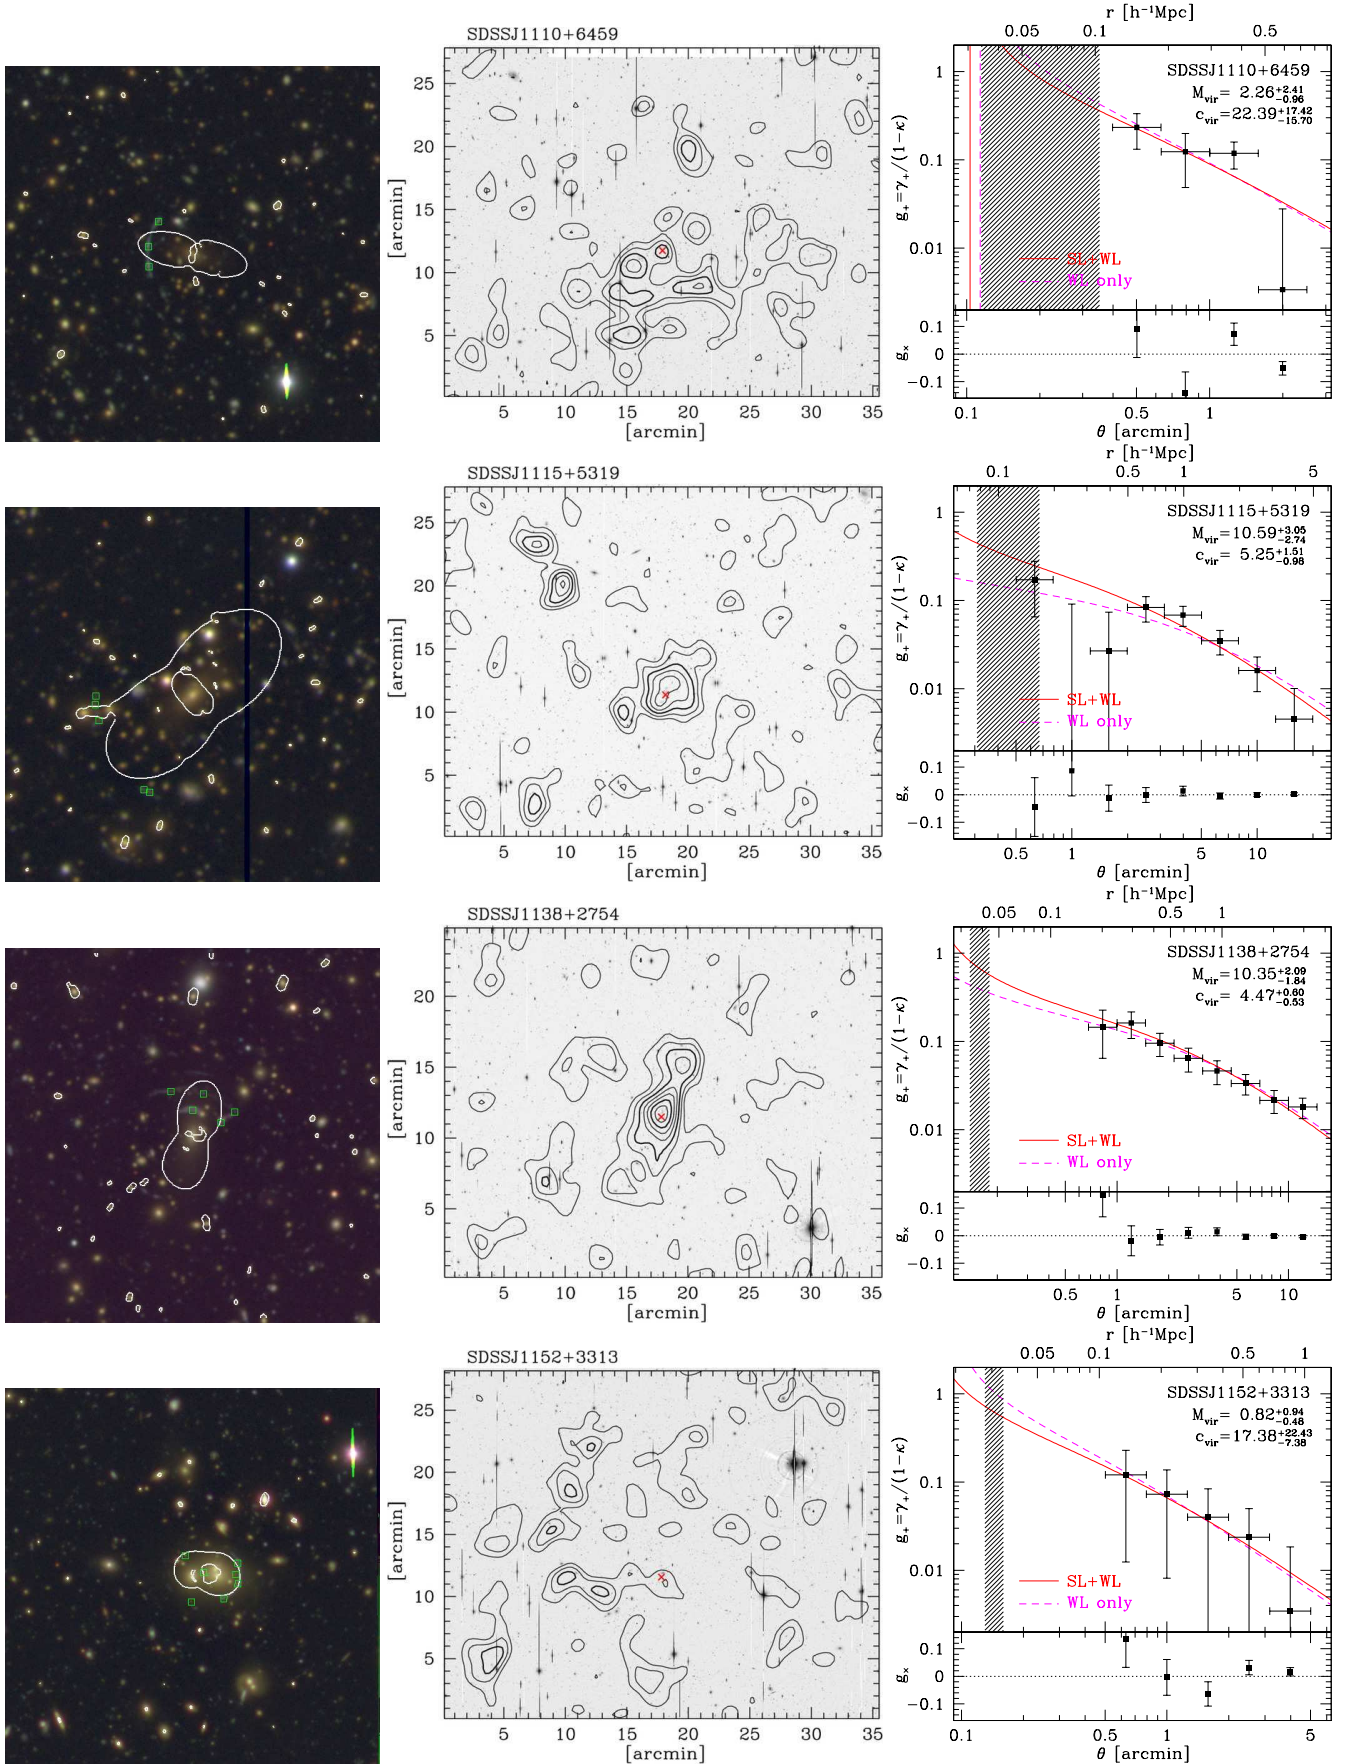 SDSSJ1110+6459
[arcmin]
25
20
15
10
5
5 10 15 20 25 30 35
[arcmin]
r [h⁻¹Mpc]
0.05 0.1 0.5
SDSSJ1110+6459
M_vir= 2.26 +2.41 −0.96
c_vir=22.39 +17.42 −15.70
g₊=γ₊/(1−κ)
1
0.1
0.01
SL+WL
WL only
g×
0.1
0
−0.1
0.1 0.5 1
θ [arcmin]
SDSSJ1115+5319
[arcmin]
25
20
15
10
5
5 10 15 20 25 30 35
[arcmin]
r [h⁻¹Mpc]
0.1 0.5 1 5
SDSSJ1115+5319
M_vir=10.59 +3.05 −2.74
c_vir= 5.25 +1.51 −0.98
g₊=γ₊/(1−κ)
1
0.1
0.01
SL+WL
WL only
g×
0.1
0
−0.1
0.5 1 5 10
θ [arcmin]
SDSSJ1138+2754
[arcmin]
20
15
10
5
5 10 15 20 25 30 35
[arcmin]
r [h⁻¹Mpc]
0.05 0.1 0.5 1
SDSSJ1138+2754
M_vir=10.35 +2.09 −1.84
c_vir= 4.47 +0.60 −0.53
g₊=γ₊/(1−κ)
1
0.1
0.01
SL+WL
WL only
g×
0.1
0
−0.1
0.5 1 5 10
θ [arcmin]
SDSSJ1152+3313
[arcmin]
25
20
15
10
5
5 10 15 20 25 30 35
[arcmin]
r [h⁻¹Mpc]
0.05 0.1 0.5 1
SDSSJ1152+3313
M_vir= 0.82 +0.94 −0.48
c_vir=17.38 +22.43 −7.38
g₊=γ₊/(1−κ)
1
0.1
0.01
SL+WL
WL only
g×
0.1
0
−0.1
0.1 0.5 1 5
θ [arcmin]